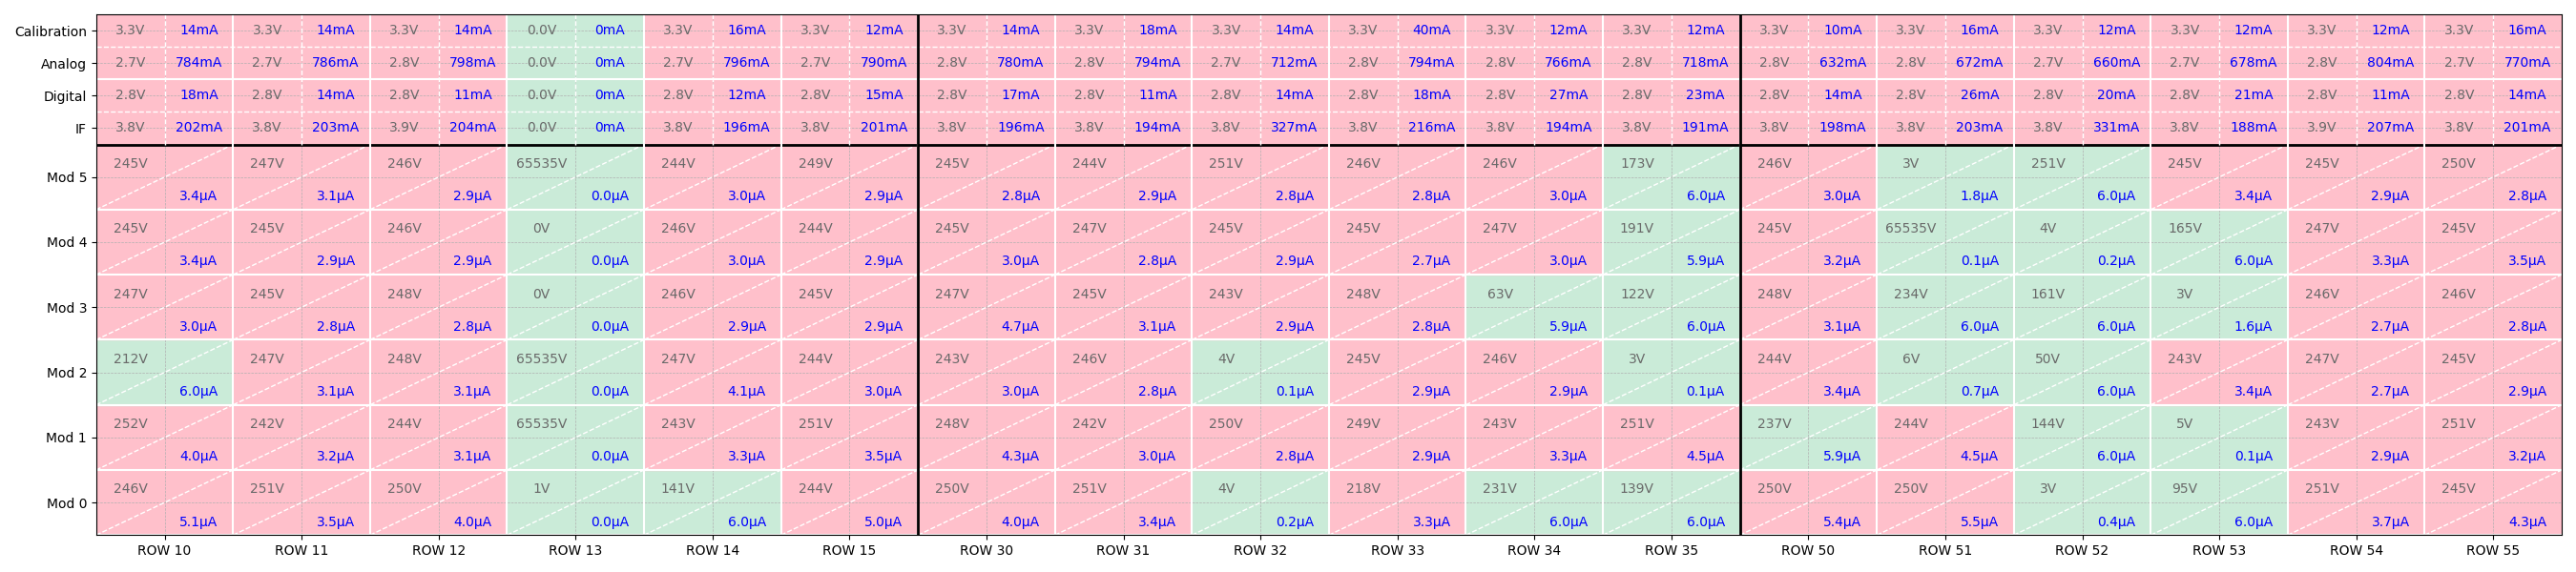 Calibration 3.3V 14mA 3.3V 14mA 3.3V 14mA 0.0V 0mA 3.3V 16mA 3.3V 12mA 3.3V 14mA 3.3V 18mA 3.3V 14mA 3.3V 40mA 3.3V 12mA 3.3V 12mA 3.3V 10mA 3.3V 16mA 3.3V 12mA 3.3V 12mA 3.3V 12mA 3.3V 16mA
Analog 2.7V 784mA 2.7V 786mA 2.8V 798mA 0.0V 0mA 2.7V 796mA 2.7V 790mA 2.8V 780mA 2.8V 794mA 2.7V 712mA 2.8V 794mA 2.8V 766mA 2.8V 718mA 2.8V 632mA 2.8V 672mA 2.7V 660mA 2.7V 678mA 2.8V 804mA 2.7V 770mA
Digital 2.8V 18mA 2.8V 14mA 2.8V 11mA 0.0V 0mA 2.8V 12mA 2.8V 15mA 2.8V 17mA 2.8V 11mA 2.8V 14mA 2.8V 18mA 2.8V 27mA 2.8V 23mA 2.8V 14mA 2.8V 26mA 2.8V 20mA 2.8V 21mA 2.8V 11mA 2.8V 14mA
IF 3.8V 202mA 3.8V 203mA 3.9V 204mA 0.0V 0mA 3.8V 196mA 3.8V 201mA 3.8V 196mA 3.8V 194mA 3.8V 327mA 3.8V 216mA 3.8V 194mA 3.8V 191mA 3.8V 198mA 3.8V 203mA 3.8V 331mA 3.8V 188mA 3.9V 207mA 3.8V 201mA
245V 247V 246V 65535V 244V 249V 245V 244V 251V 246V 246V 173V 246V 3V 251V 245V 245V 250V
Mod 5
3.4µA 3.1µA 2.9µA 0.0µA 3.0µA 2.9µA 2.8µA 2.9µA 2.8µA 2.8µA 3.0µA 6.0µA 3.0µA 1.8µA 6.0µA 3.4µA 2.9µA 2.8µA
245V 245V 246V 0V 246V 244V 245V 247V 245V 245V 247V 191V 245V 65535V 4V 165V 247V 245V
Mod 4
3.4µA 2.9µA 2.9µA 0.0µA 3.0µA 2.9µA 3.0µA 2.8µA 2.9µA 2.7µA 3.0µA 5.9µA 3.2µA 0.1µA 0.2µA 6.0µA 3.3µA 3.5µA
247V 245V 248V 0V 246V 245V 247V 245V 243V 248V 63V 122V 248V 234V 161V 3V 246V 246V
Mod 3
3.0µA 2.8µA 2.8µA 0.0µA 2.9µA 2.9µA 4.7µA 3.1µA 2.9µA 2.8µA 5.9µA 6.0µA 3.1µA 6.0µA 6.0µA 1.6µA 2.7µA 2.8µA
212V 247V 248V 65535V 247V 244V 243V 246V 4V 245V 246V 3V 244V 6V 50V 243V 247V 245V
Mod 2
6.0µA 3.1µA 3.1µA 0.0µA 4.1µA 3.0µA 3.0µA 2.8µA 0.1µA 2.9µA 2.9µA 0.1µA 3.4µA 0.7µA 6.0µA 3.4µA 2.7µA 2.9µA
252V 242V 244V 65535V 243V 251V 248V 242V 250V 249V 243V 251V 237V 244V 144V 5V 243V 251V
Mod 1
4.0µA 3.2µA 3.1µA 0.0µA 3.3µA 3.5µA 4.3µA 3.0µA 2.8µA 2.9µA 3.3µA 4.5µA 5.9µA 4.5µA 6.0µA 0.1µA 2.9µA 3.2µA
246V 251V 250V 1V 141V 244V 250V 251V 4V 218V 231V 139V 250V 250V 3V 95V 251V 245V
Mod 0
5.1µA 3.5µA 4.0µA 0.0µA 6.0µA 5.0µA 4.0µA 3.4µA 0.2µA 3.3µA 6.0µA 6.0µA 5.4µA 5.5µA 0.4µA 6.0µA 3.7µA 4.3µA
ROW 10 ROW 11 ROW 12 ROW 13 ROW 14 ROW 15 ROW 30 ROW 31 ROW 32 ROW 33 ROW 34 ROW 35 ROW 50 ROW 51 ROW 52 ROW 53 ROW 54 ROW 55